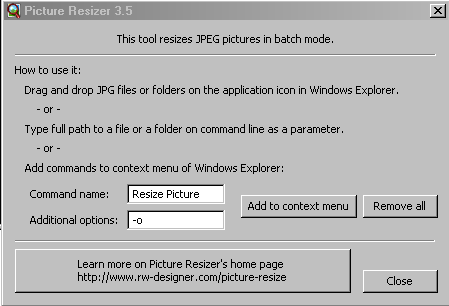 Picture Resizer 3.5
This tool resizes JPEG pictures in batch mode.
How to use it:
Drag and drop JPG files or folders on the application icon in Windows Explorer.
- or -
Type full path to a file or a folder on command line as a parameter.
- or -
Add commands to context menu of Windows Explorer:
Command name: Resize Picture
Additional options: -o
Add to context menu Remove all
Learn more on Picture Resizer's home page
http://www.rw-designer.com/picture-resize
Close